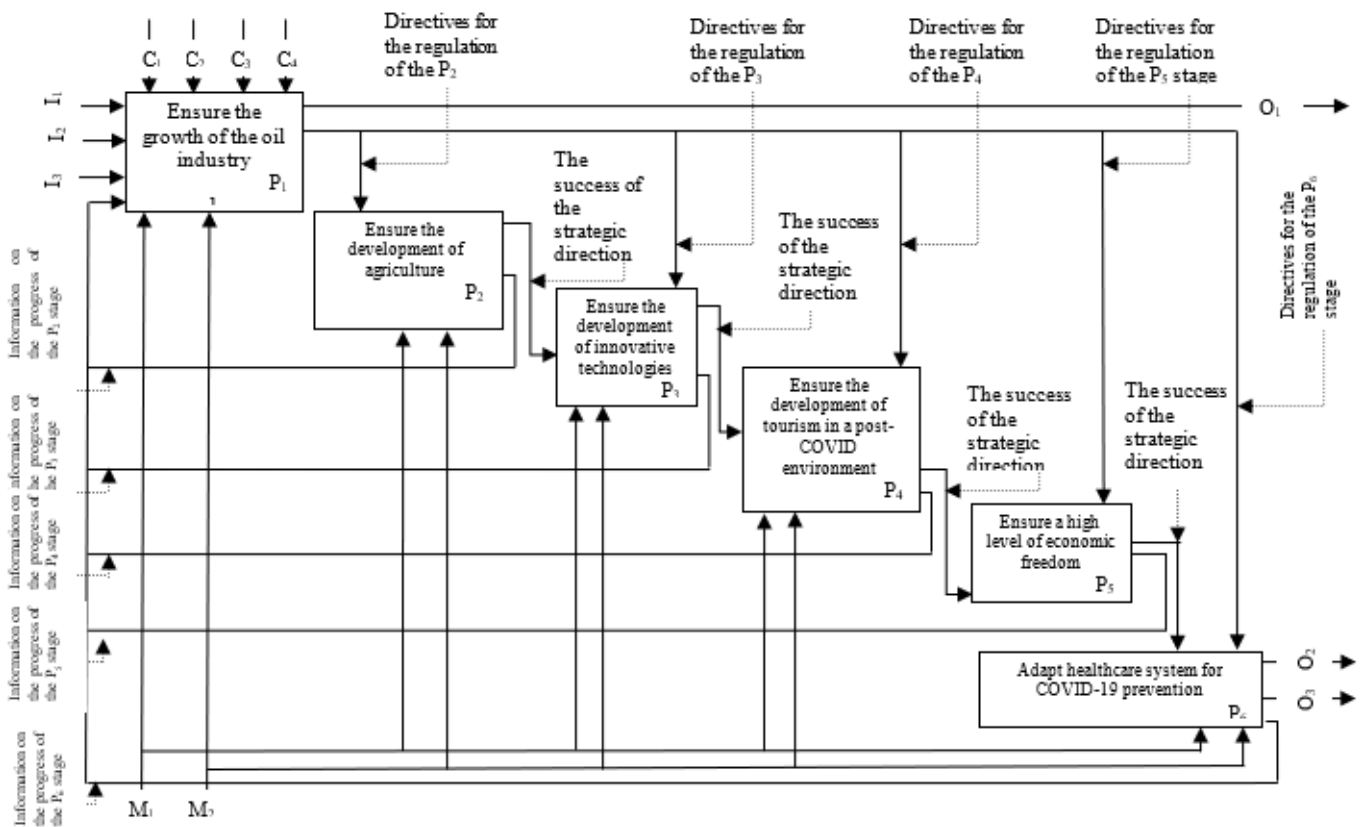 Directives for
the regulation
of the P₂
Directives for
the regulation
of the P₃
Directives for
the regulation
of the P₄
Directives for
the regulation
of the P₅ stage
C₁ C₂ C₃ C₄
I₁
I₂
I₃
Ensure the
growth of the oil
industry
P₁
1
O₁
The
success of
the
strategic
direction
Ensure the
development of
agriculture
P₂
The success
of the
strategic
direction
Directives for the
regulation of the P₆
stage
Ensure the
development
of innovative
technologies
P₃
Ensure the
development of
tourism in a post-
COVID
environment
P₄
The success
of the
strategic
direction
The success
of the
strategic
direction
Ensure a high
level of economic
freedom
P₅
Adapt healthcare system for
COVID-19 prevention
P₆
O₂
O₃
Information on
the progress of
the P₂ stage
nformation on
he progress of
he P₃ stage
Information on
the progress of
the P₄ stage
Information on
the progress of
the P₅ stage
Information on
the progress of
the P₆ stage
M₁ M₂